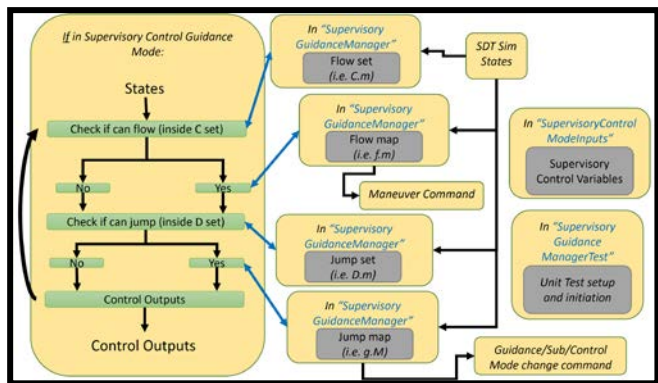 If in Supervisory Control Guidance
Mode:
States
Check if can flow (inside C set)
No
Yes
Check if can jump (inside D set)
No
Yes
Control Outputs
Control Outputs
In "Supervisory
GuidanceManager"
Flow set
(i.e. C.m)
In "Supervisory
GuidanceManager"
Flow map
(i.e. f.m)
Maneuver Command
In "Supervisory
GuidanceManager"
Jump set
(i.e. D.m)
In "Supervisory
GuidanceManager"
Jump map
(i.e. g.M)
SDT Sim
States
In "SupervisoryControl
ModeInputs"
Supervisory
Control Variables
In "Supervisory
Guidance
ManagerTest"
Unit Test setup
and initiation
Guidance/Sub/Control
Mode change command